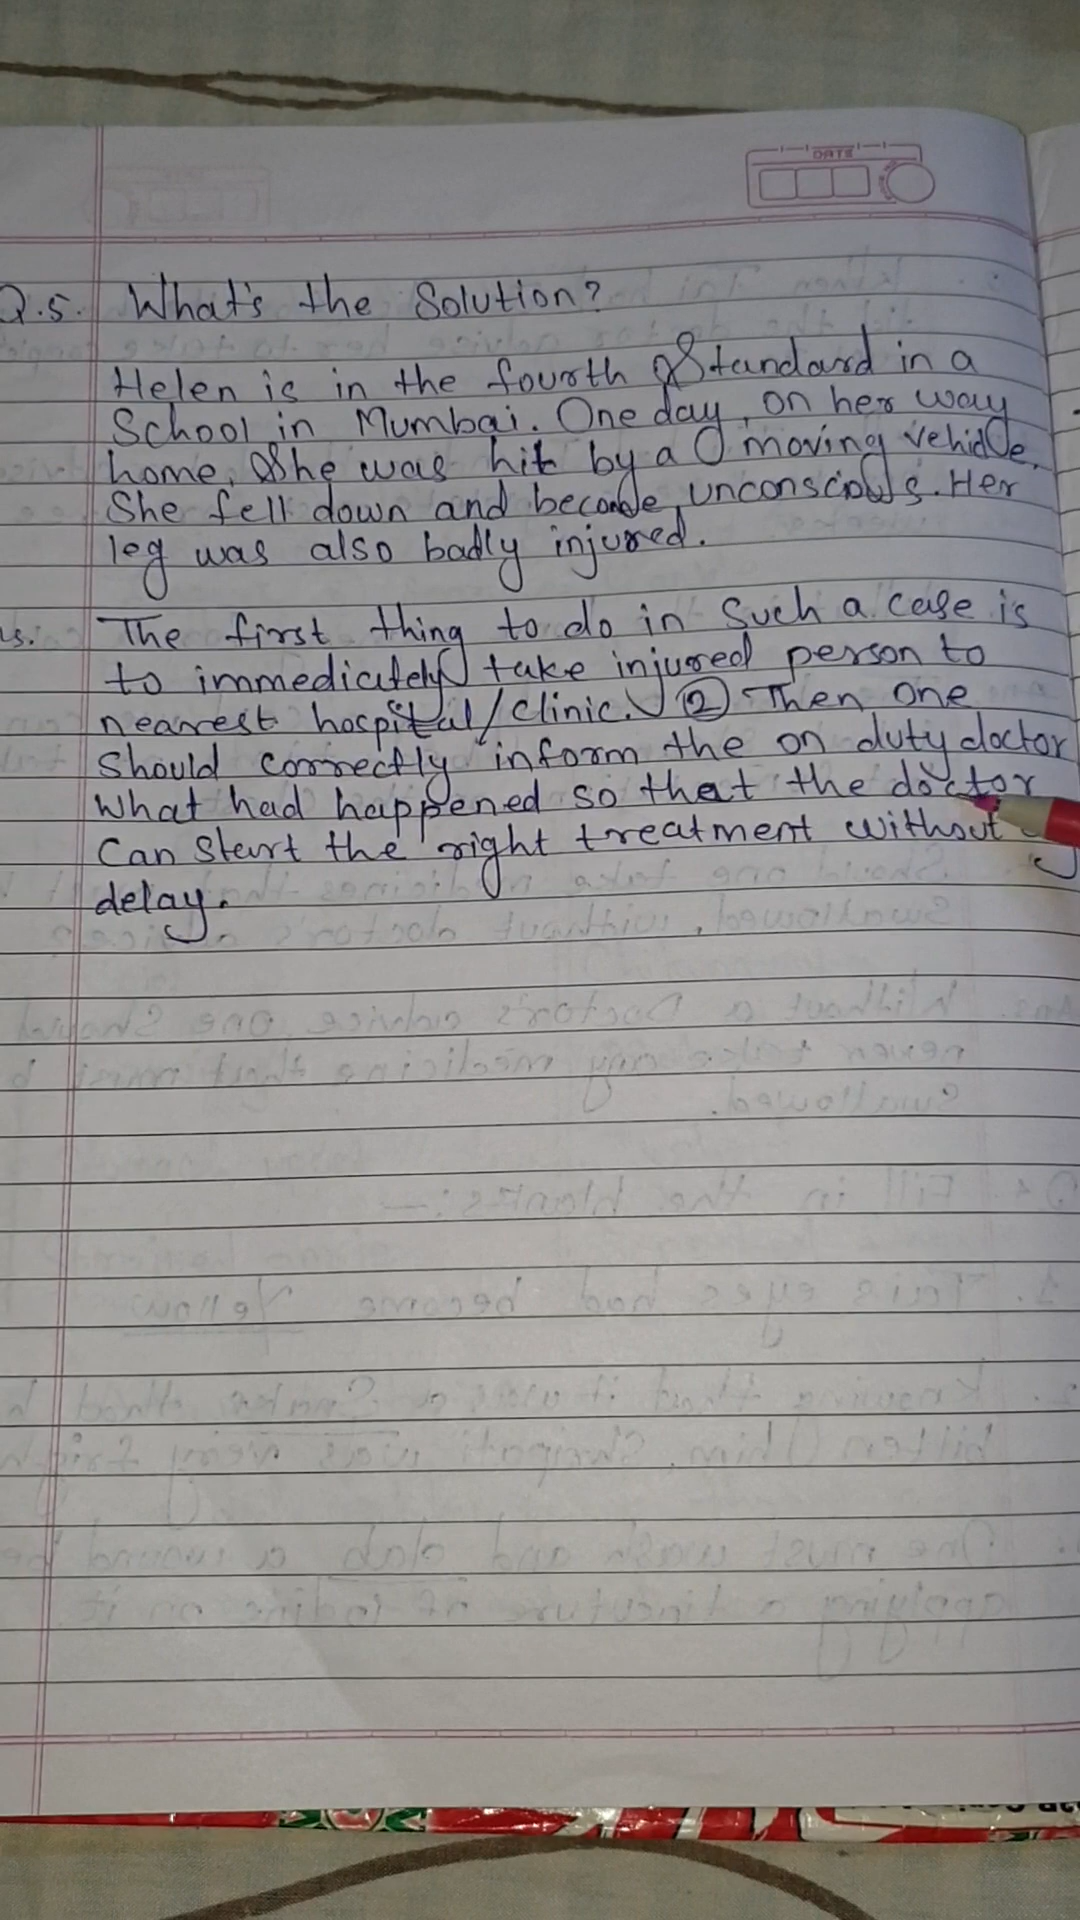 DATE
Q.5. What's the Solution?
Helen is in the fourth Standard in a
School in Mumbai. One day, on her way
home, She was hit by a moving vehicle.
She fell down and became unconscious. Her
leg was also badly injured.
The first thing to do in Such a case is
to immediately take injured person to
nearest hospital/clinic. ② Then one
Should correctly inform the on duty doctor
What had happened so that the doctor
Can Start the right treatment without
delay.